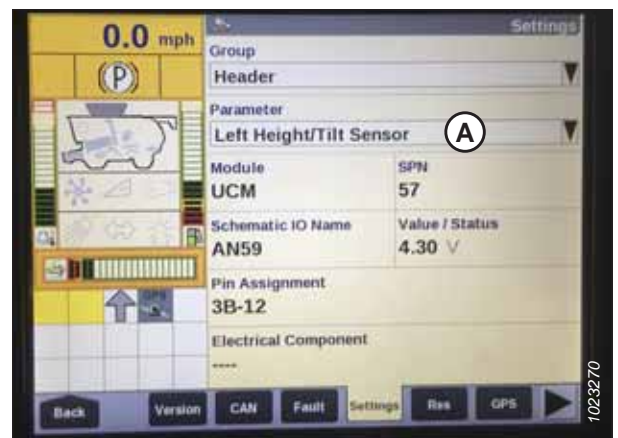 0.0 mph
Settings
(P)
Group
Header
Parameter
Left Height/Tilt Sensor
A
Module
SPN
UCM
57
Schematic IO Name
Value / Status
AN59
4.30 V
Pin Assignment
3B-12
Electrical Component
----
GPS
Back
Version
CAN
Fault
Settings
Res
GPS
1023270